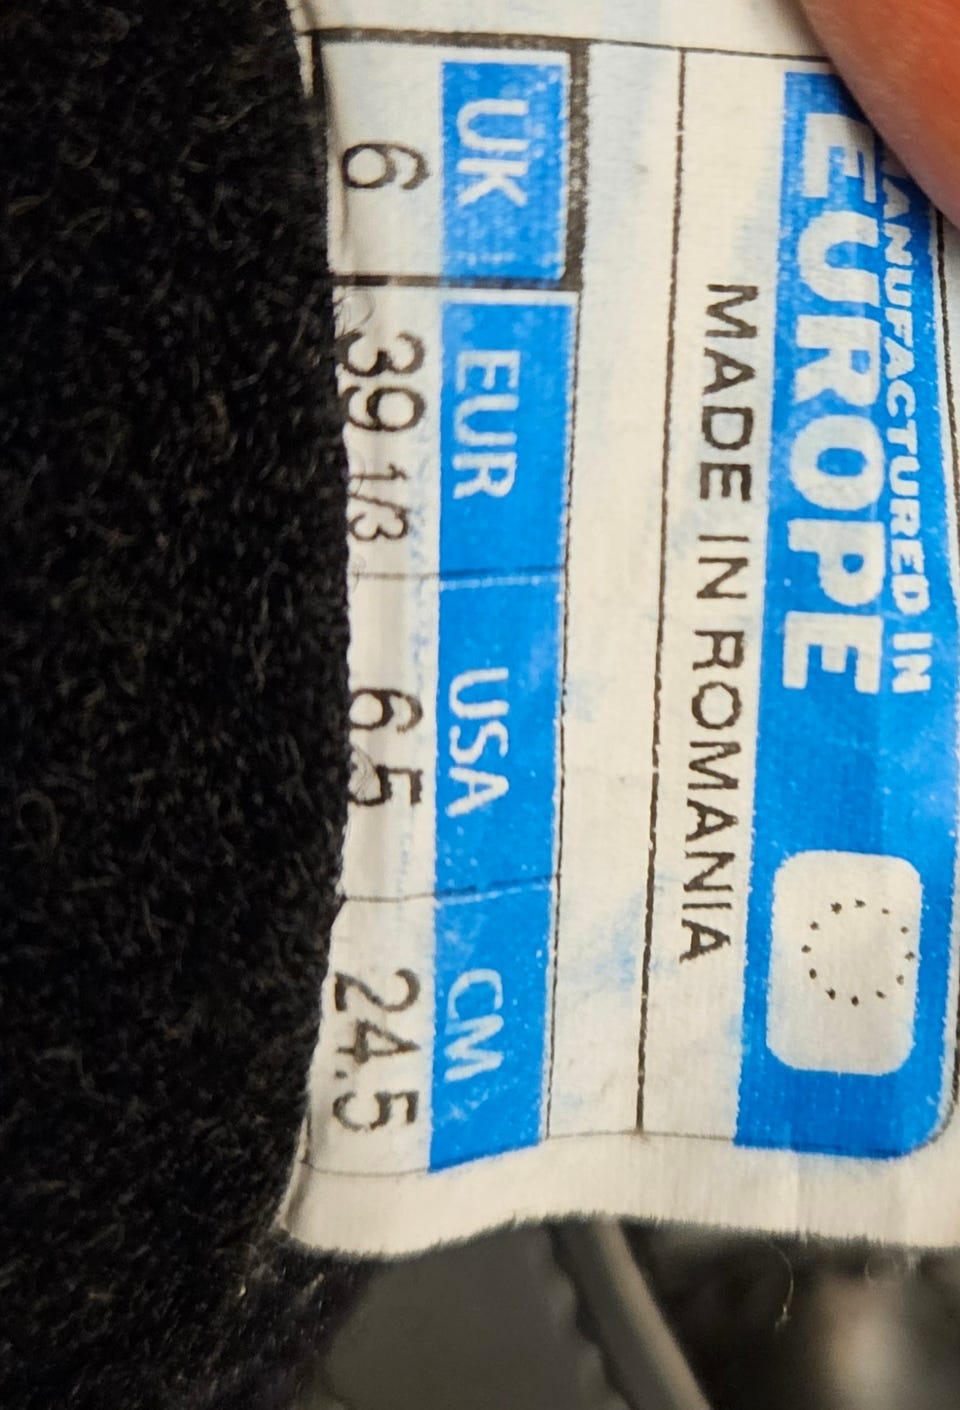 MANUFACTURED IN
EUROPE
MADE IN ROMANIA
UK EUR USA CM
6 39 1/3 6.5 24.5